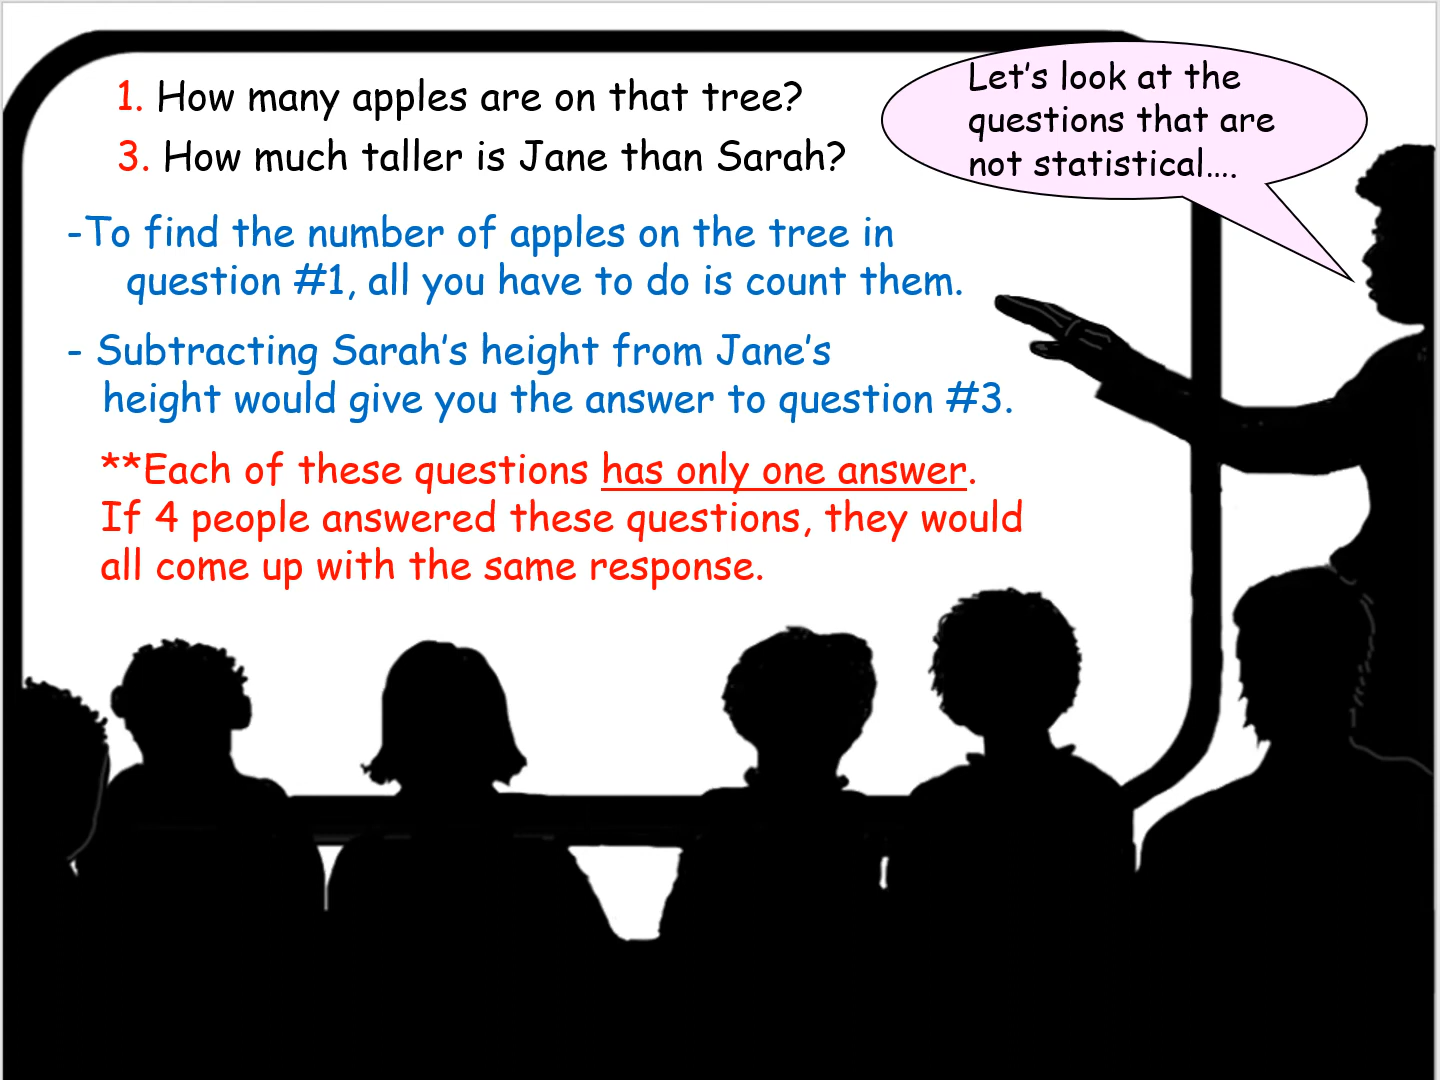 1. How many apples are on that tree?
3. How much taller is Jane than Sarah?
Let's look at the
questions that are
not statistical....
-To find the number of apples on the tree in
question #1, all you have to do is count them.
- Subtracting Sarah's height from Jane's
height would give you the answer to question #3.
**Each of these questions has only one answer.
If 4 people answered these questions, they would
all come up with the same response.